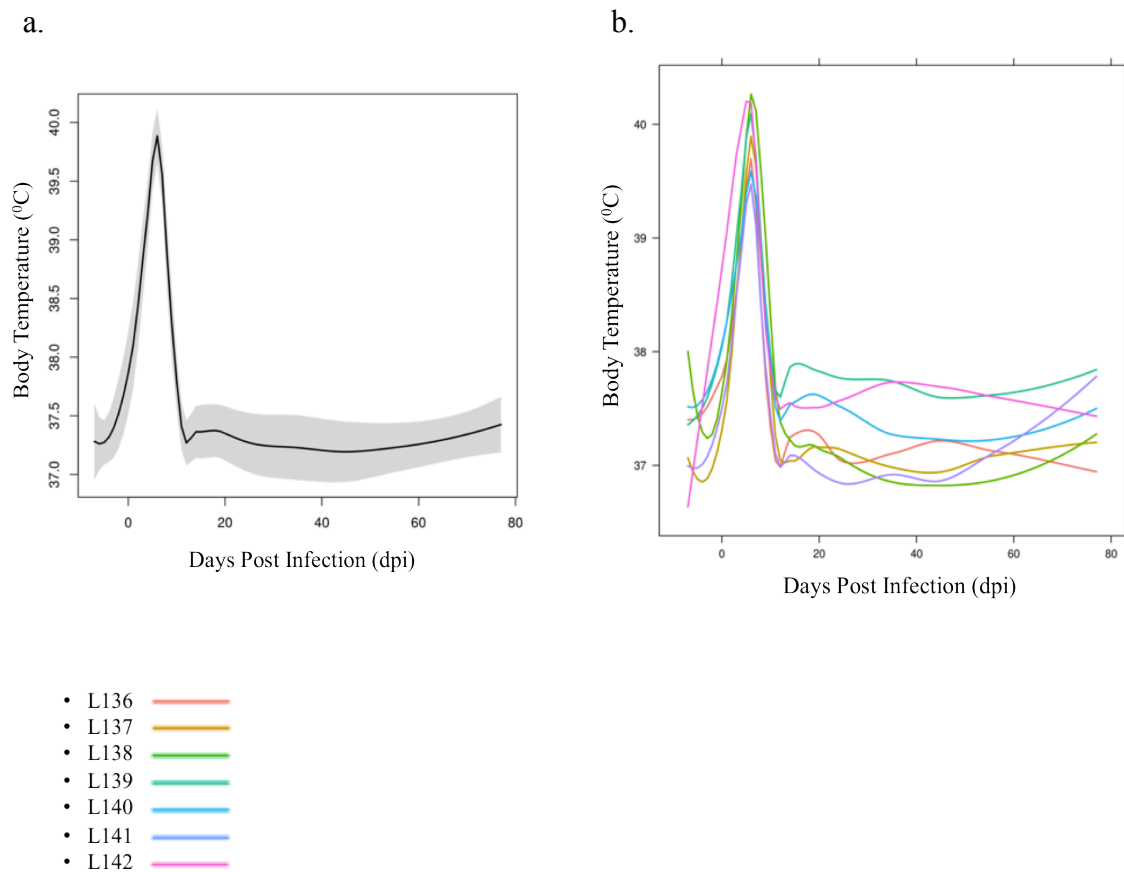 a.
b.
Body Temperature (⁰C)
40.0
39.5
39.0
38.5
38.0
37.5
37.0
0 20 40 60 80
Days Post Infection (dpi)
Body Temperature (⁰C)
40
39
38
37
0 20 40 60 80
Days Post Infection (dpi)
• L136
• L137
• L138
• L139
• L140
• L141
• L142